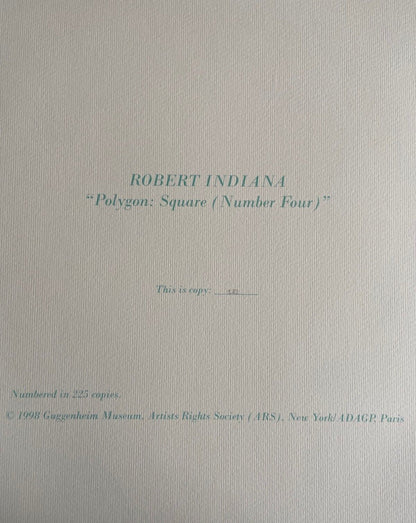 ROBERT INDIANA
“Polygon: Square (Number Four)”
This is copy:
Numbered in 225 copies.
© 1998 Guggenheim Museum, Artists Rights Society (ARS), New York/ADAGP, Paris